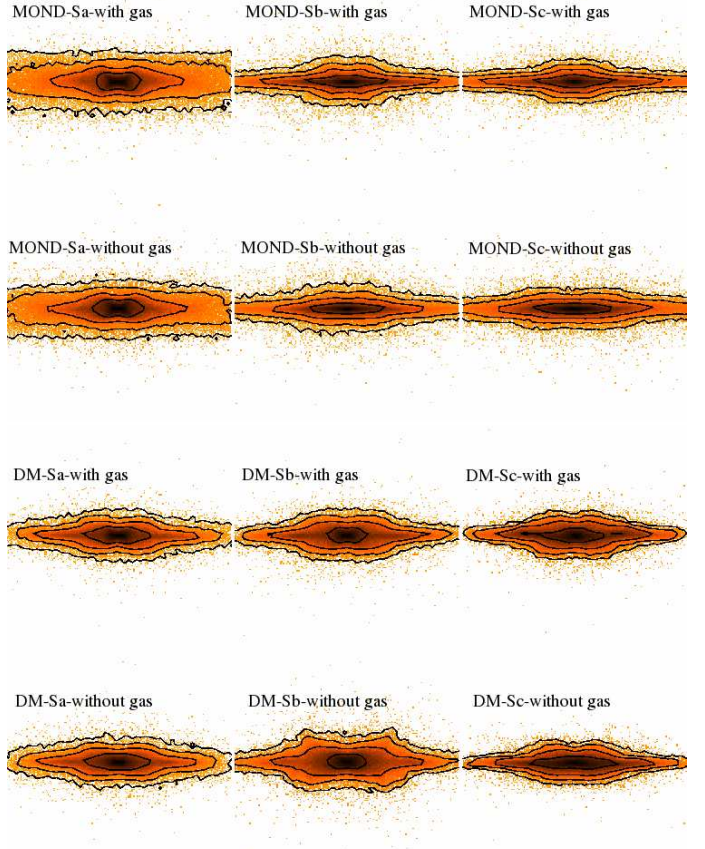 MOND-Sa-with gas MOND-Sb-with gas MOND-Sc-with gas
MOND-Sa-without gas MOND-Sb-without gas MOND-Sc-without gas
DM-Sa-with gas DM-Sb-with gas DM-Sc-with gas
DM-Sa-without gas DM-Sb-without gas DM-Sc-without gas